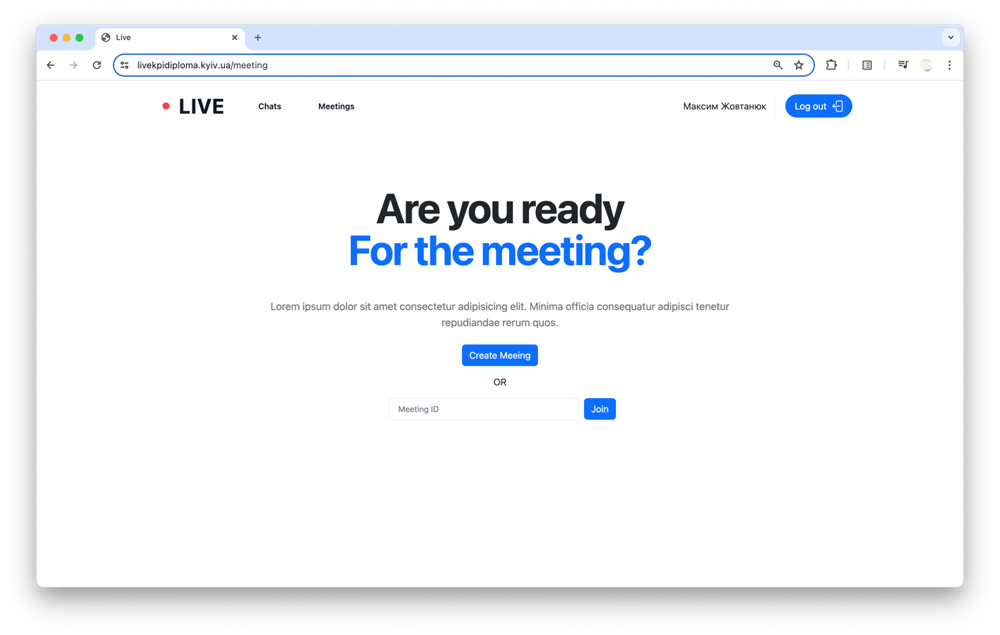 Live
livekpidiploma.kyiv.ua/meeting
LIVE
Chats
Meetings
Максим Жовтанюк
Log out
Are you ready
For the meeting?
Lorem ipsum dolor sit amet consectetur adipisicing elit. Minima officia consequatur adipisci tenetur
repudiandae rerum quos.
Create Meeing
OR
Meeting ID
Join